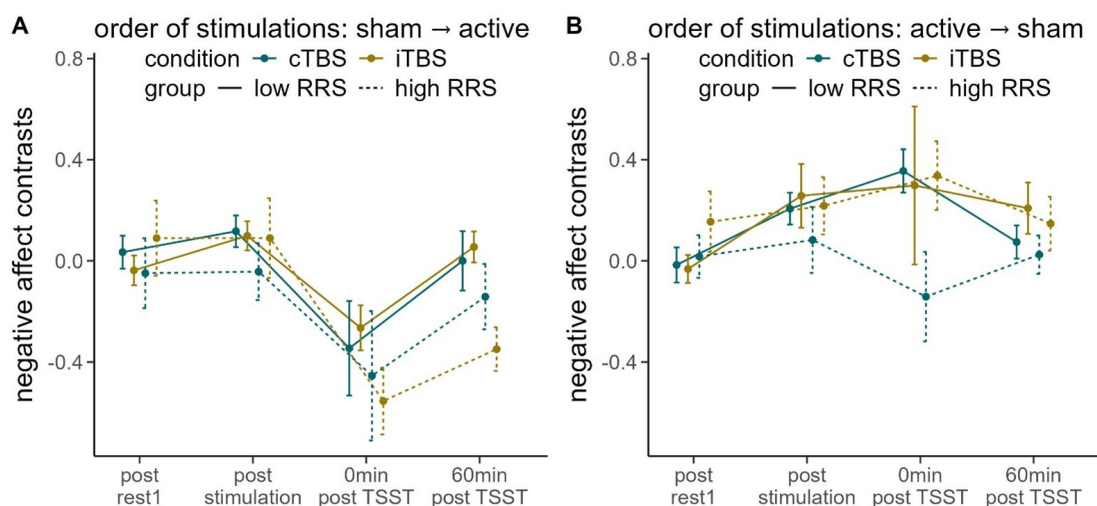 A order of stimulations: sham → active
condition cTBS iTBS
group low RRS high RRS
negative affect contrasts
0.8
0.4
0.0
-0.4
post rest1
post stimulation
0min post TSST
60min post TSST
B order of stimulations: active → sham
condition cTBS iTBS
group low RRS high RRS
negative affect contrasts
0.8
0.4
0.0
-0.4
post rest1
post stimulation
0min post TSST
60min post TSST